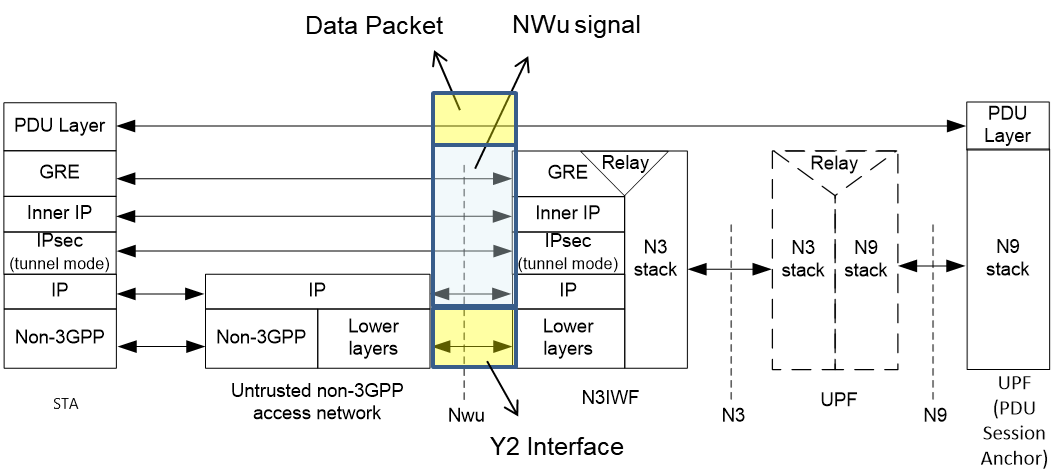 Data Packet
NWu signal
PDU Layer
PDU
Layer
GRE
GRE
Relay
Relay
Inner IP
Inner IP
IPsec
(tunnel mode)
IPsec
(tunnel mode)
N3
stack
N3
stack
N9
stack
N9
stack
IP
IP
IP
Non-3GPP
Non-3GPP
Lower
layers
Lower
layers
STA
Untrusted non-3GPP
access network
Nwu
N3IWF
N3
UPF
N9
UPF
(PDU
Session
Anchor)
Y2 Interface